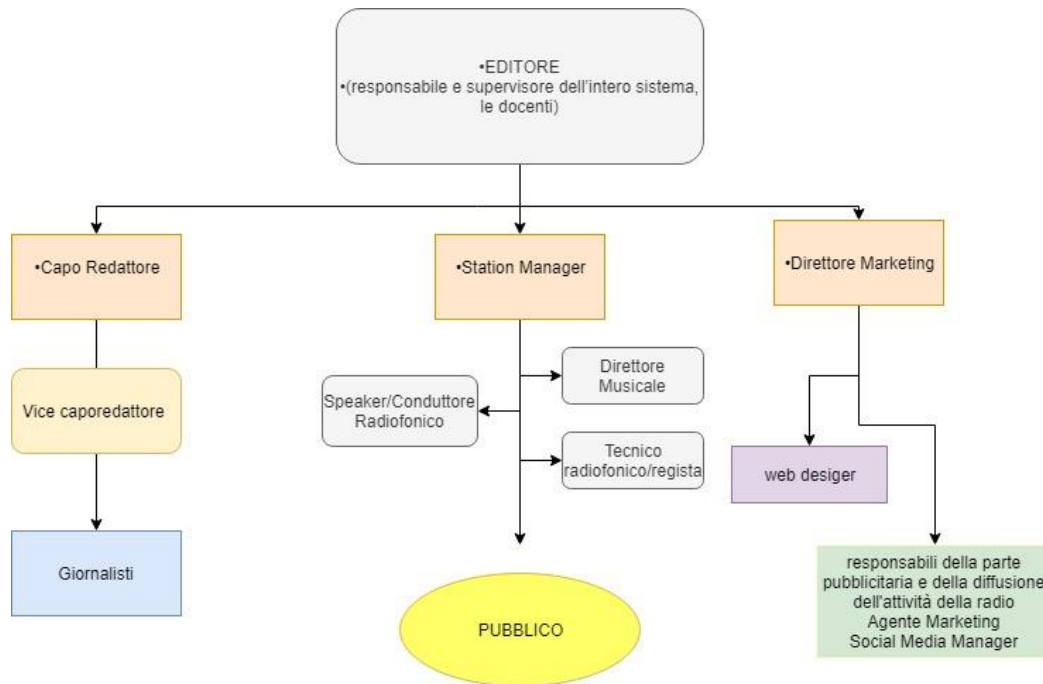 •EDITORE
•(responsabile e supervisore dell'intero sistema,
le docenti)
•Capo Redattore
•Station Manager
•Direttore Marketing
Vice caporedattore
Speaker/Conduttore
Radiofonico
Direttore
Musicale
Tecnico
radiofonico/regista
web desiger
Giornalisti
PUBBLICO
responsabili della parte
pubblicitaria e della diffusione
dell'attività della radio
Agente Marketing
Social Media Manager